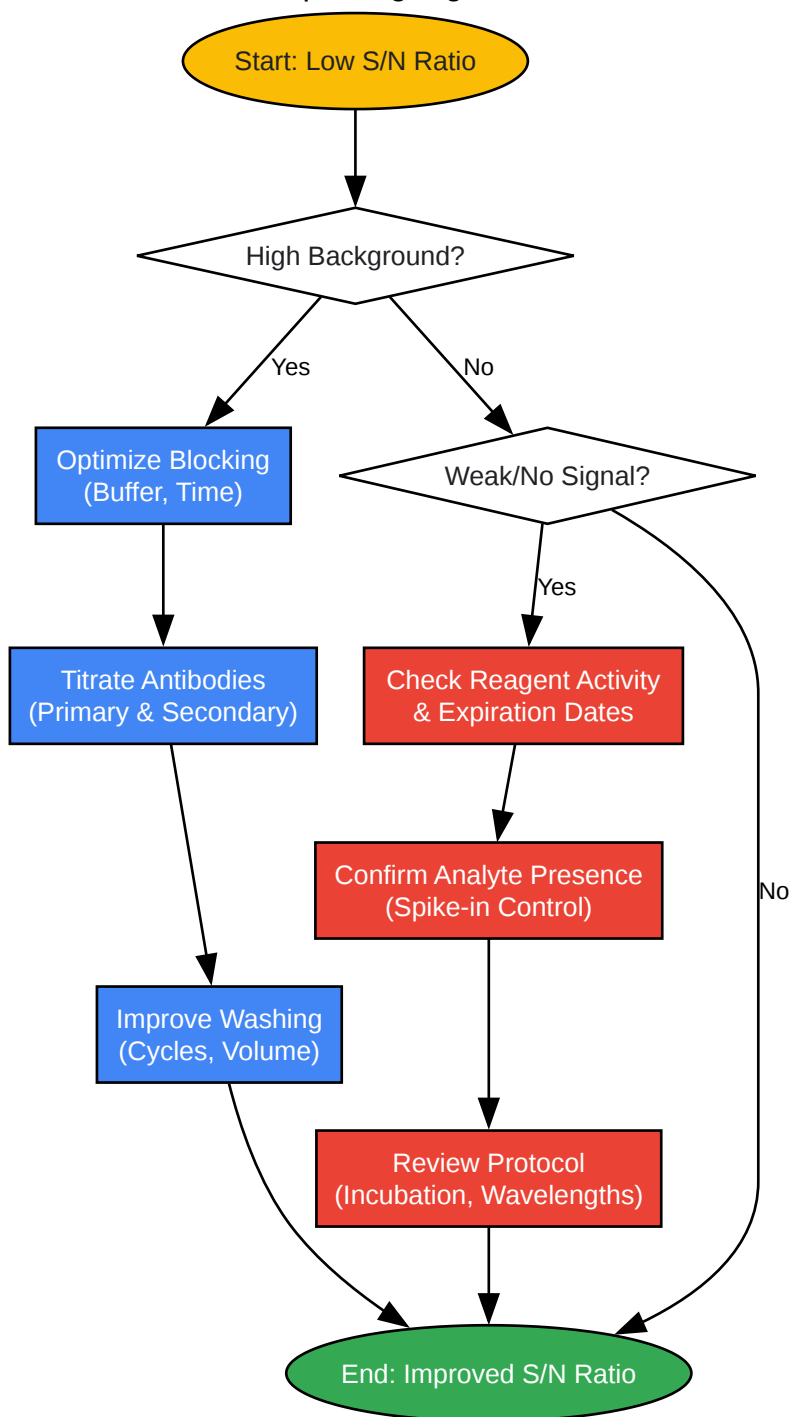 Start: Low S/N Ratio
High Background?
Yes
No
Optimize Blocking
(Buffer, Time)
Weak/No Signal?
Yes
Titrate Antibodies
(Primary & Secondary)
Check Reagent Activity
& Expiration Dates
Confirm Analyte Presence
(Spike-in Control)
No
Improve Washing
(Cycles, Volume)
Review Protocol
(Incubation, Wavelengths)
End: Improved S/N Ratio